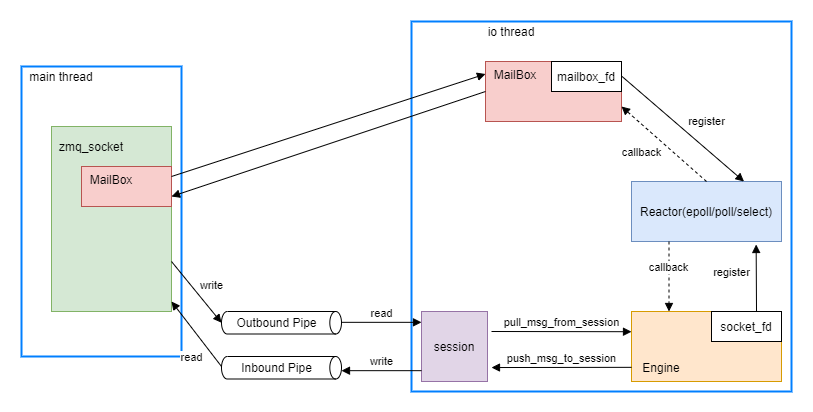 io thread
main thread
MailBox
mailbox_fd
register
zmq_socket
callback
MailBox
Reactor(epoll/poll/select)
callback
register
write
Outbound Pipe
read
pull_msg_from_session
socket_fd
session
read
Inbound Pipe
write
push_msg_to_session
Engine